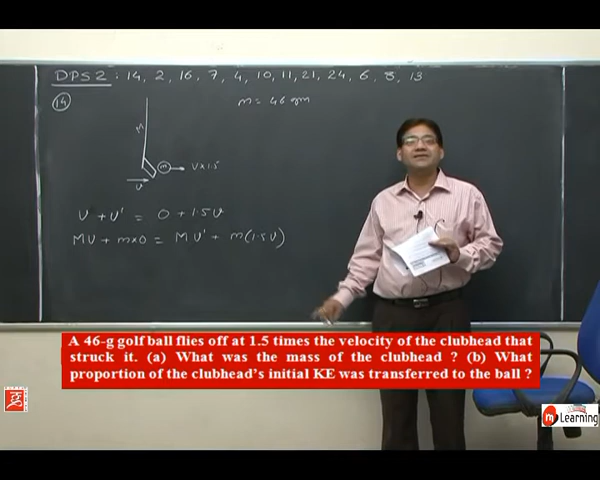 DPS2 : 14, 2, 16, 7, 4, 10, 11, 21, 24, 6, 8, 13
14
m = 46 gm
M
m
V×1.5
v
V + v' = 0 + 1.5v
MV + m×0 = MV' + m(1.5V)
A 46-g golf ball flies off at 1.5 times the velocity of the clubhead that
struck it. (a) What was the mass of the clubhead ? (b) What
proportion of the clubhead's initial KE was transferred to the ball ?
m Learning